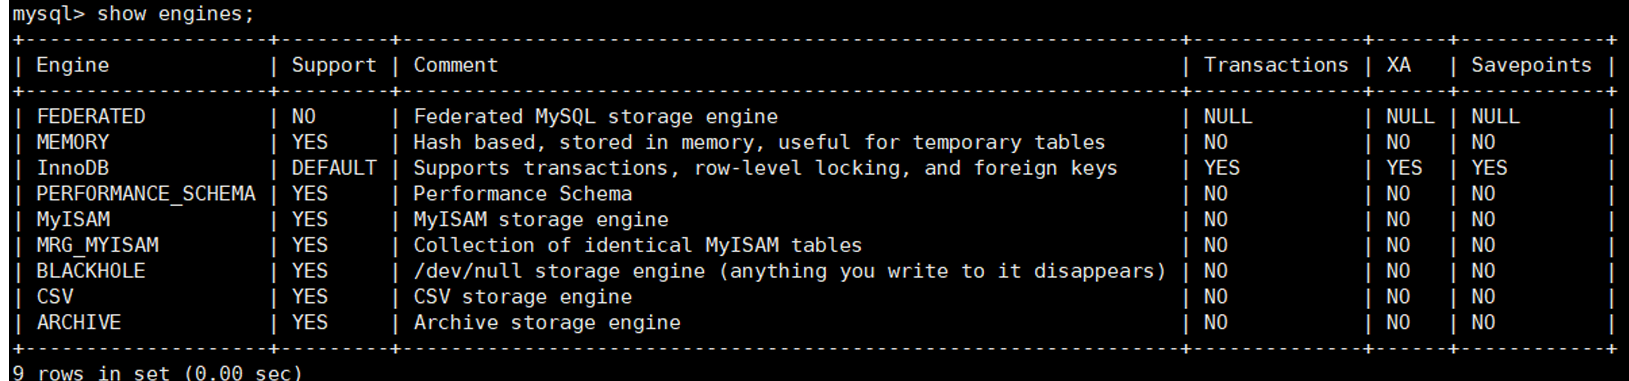 mysql> show engines;
+--------------------+---------+----------------------------------------------------------------+--------------+------+------------+
| Engine             | Support | Comment                                                        | Transactions | XA   | Savepoints |
+--------------------+---------+----------------------------------------------------------------+--------------+------+------------+
| FEDERATED          | NO      | Federated MySQL storage engine                                 | NULL         | NULL | NULL       |
| MEMORY             | YES     | Hash based, stored in memory, useful for temporary tables      | NO           | NO   | NO         |
| InnoDB             | DEFAULT | Supports transactions, row-level locking, and foreign keys     | YES          | YES  | YES        |
| PERFORMANCE_SCHEMA | YES     | Performance Schema                                             | NO           | NO   | NO         |
| MyISAM             | YES     | MyISAM storage engine                                          | NO           | NO   | NO         |
| MRG_MYISAM         | YES     | Collection of identical MyISAM tables                          | NO           | NO   | NO         |
| BLACKHOLE          | YES     | /dev/null storage engine (anything you write to it disappears) | NO           | NO   | NO         |
| CSV                | YES     | CSV storage engine                                             | NO           | NO   | NO         |
| ARCHIVE            | YES     | Archive storage engine                                         | NO           | NO   | NO         |
+--------------------+---------+----------------------------------------------------------------+--------------+------+------------+
9 rows in set (0.00 sec)